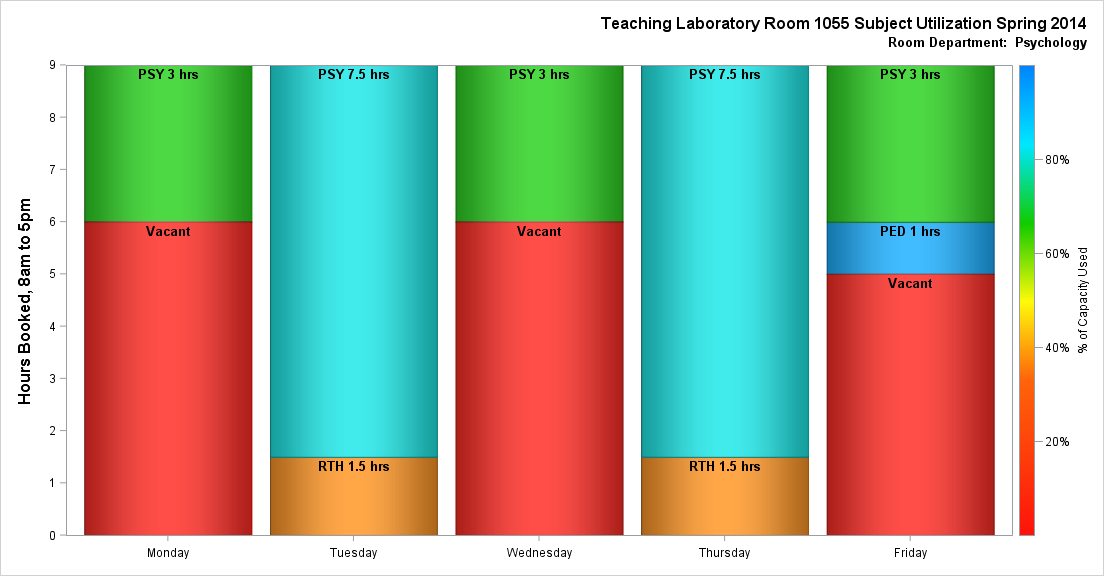 Teaching Laboratory Room 1055 Subject Utilization Spring 2014
Room Department: Psychology
Hours Booked, 8am to 5pm
9
8
7
6
5
4
3
2
1
0
PSY 3 hrs
Vacant
PSY 7.5 hrs
RTH 1.5 hrs
PSY 3 hrs
Vacant
PSY 7.5 hrs
RTH 1.5 hrs
PSY 3 hrs
PED 1 hrs
Vacant
Monday
Tuesday
Wednesday
Thursday
Friday
80%
60%
40%
20%
% of Capacity Used